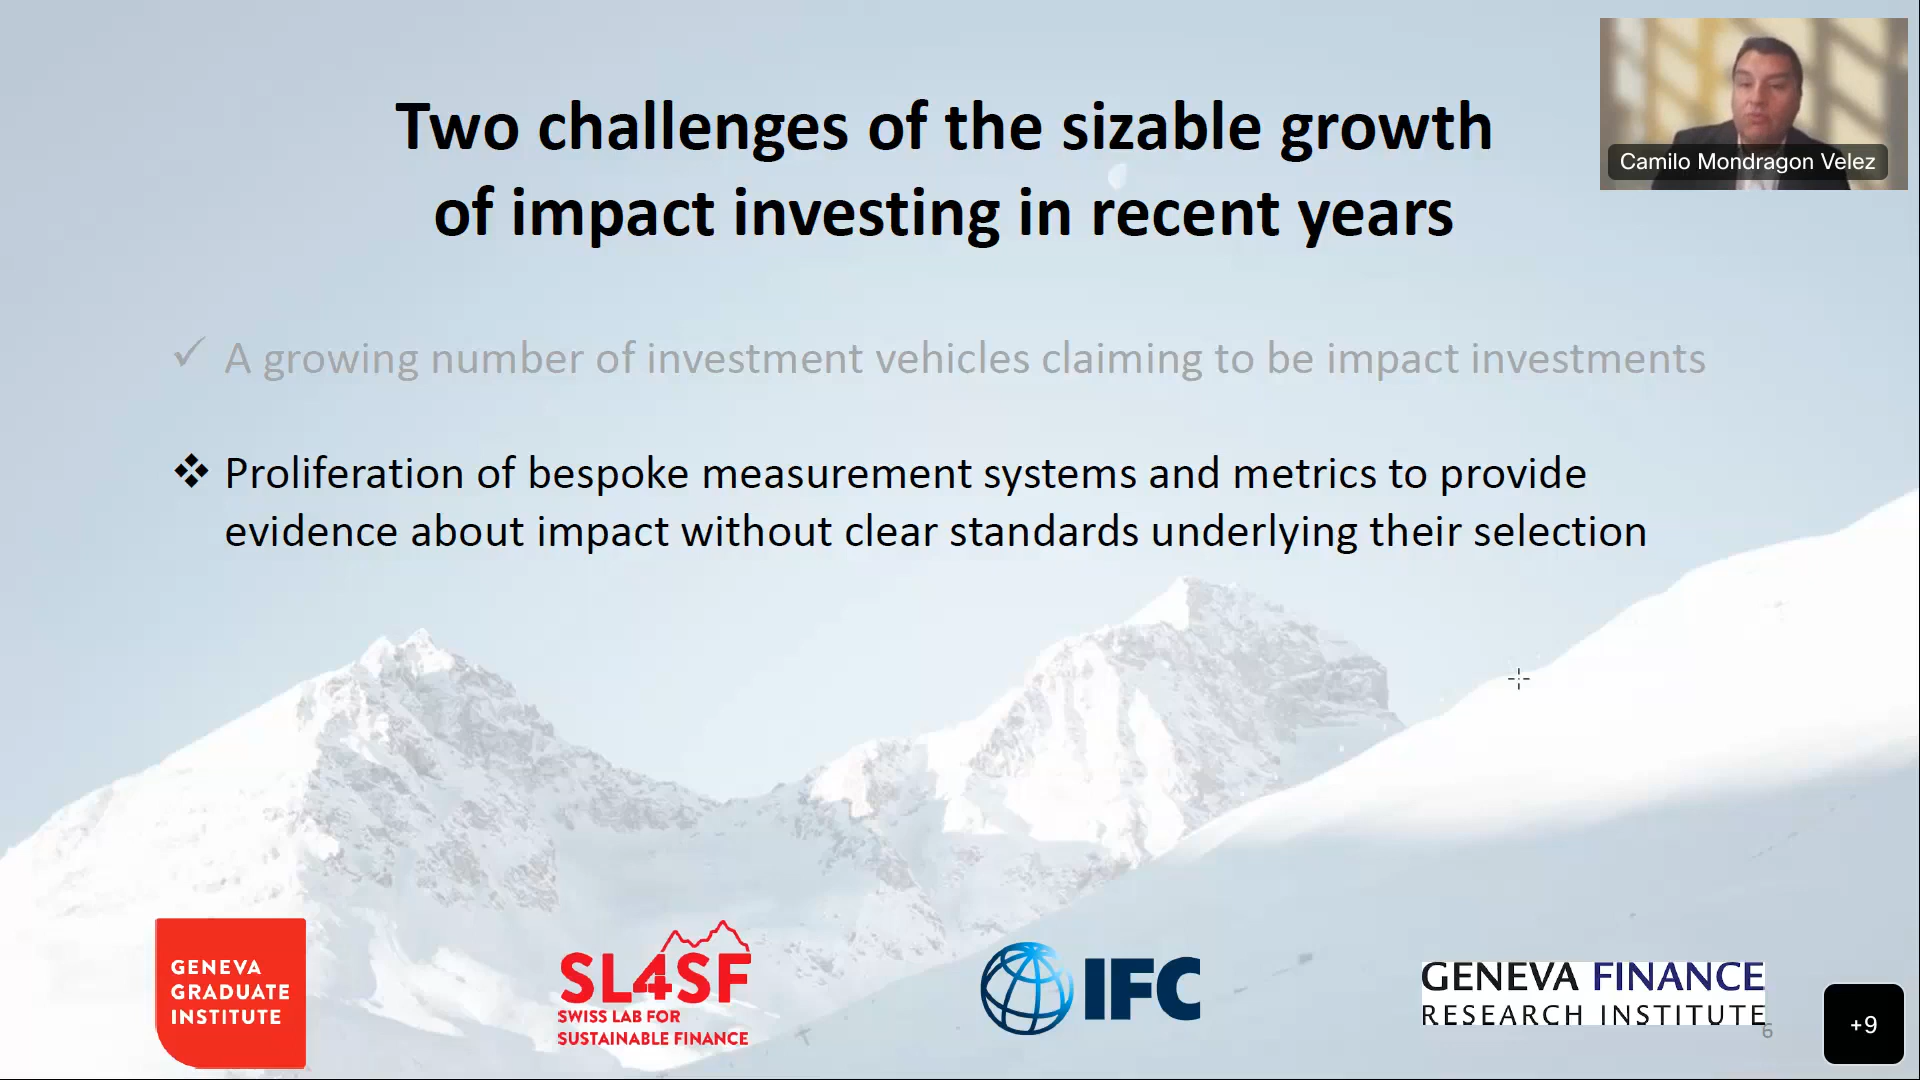 Two challenges of the sizable growth
of impact investing in recent years
Camilo Mondragon Velez
✓ A growing number of investment vehicles claiming to be impact investments
❖ Proliferation of bespoke measurement systems and metrics to provide
evidence about impact without clear standards underlying their selection
GENEVA
GRADUATE
INSTITUTE
SL4SF
SWISS LAB FOR
SUSTAINABLE FINANCE
IFC
GENEVA FINANCE
RESEARCH INSTITUTE
6
+9